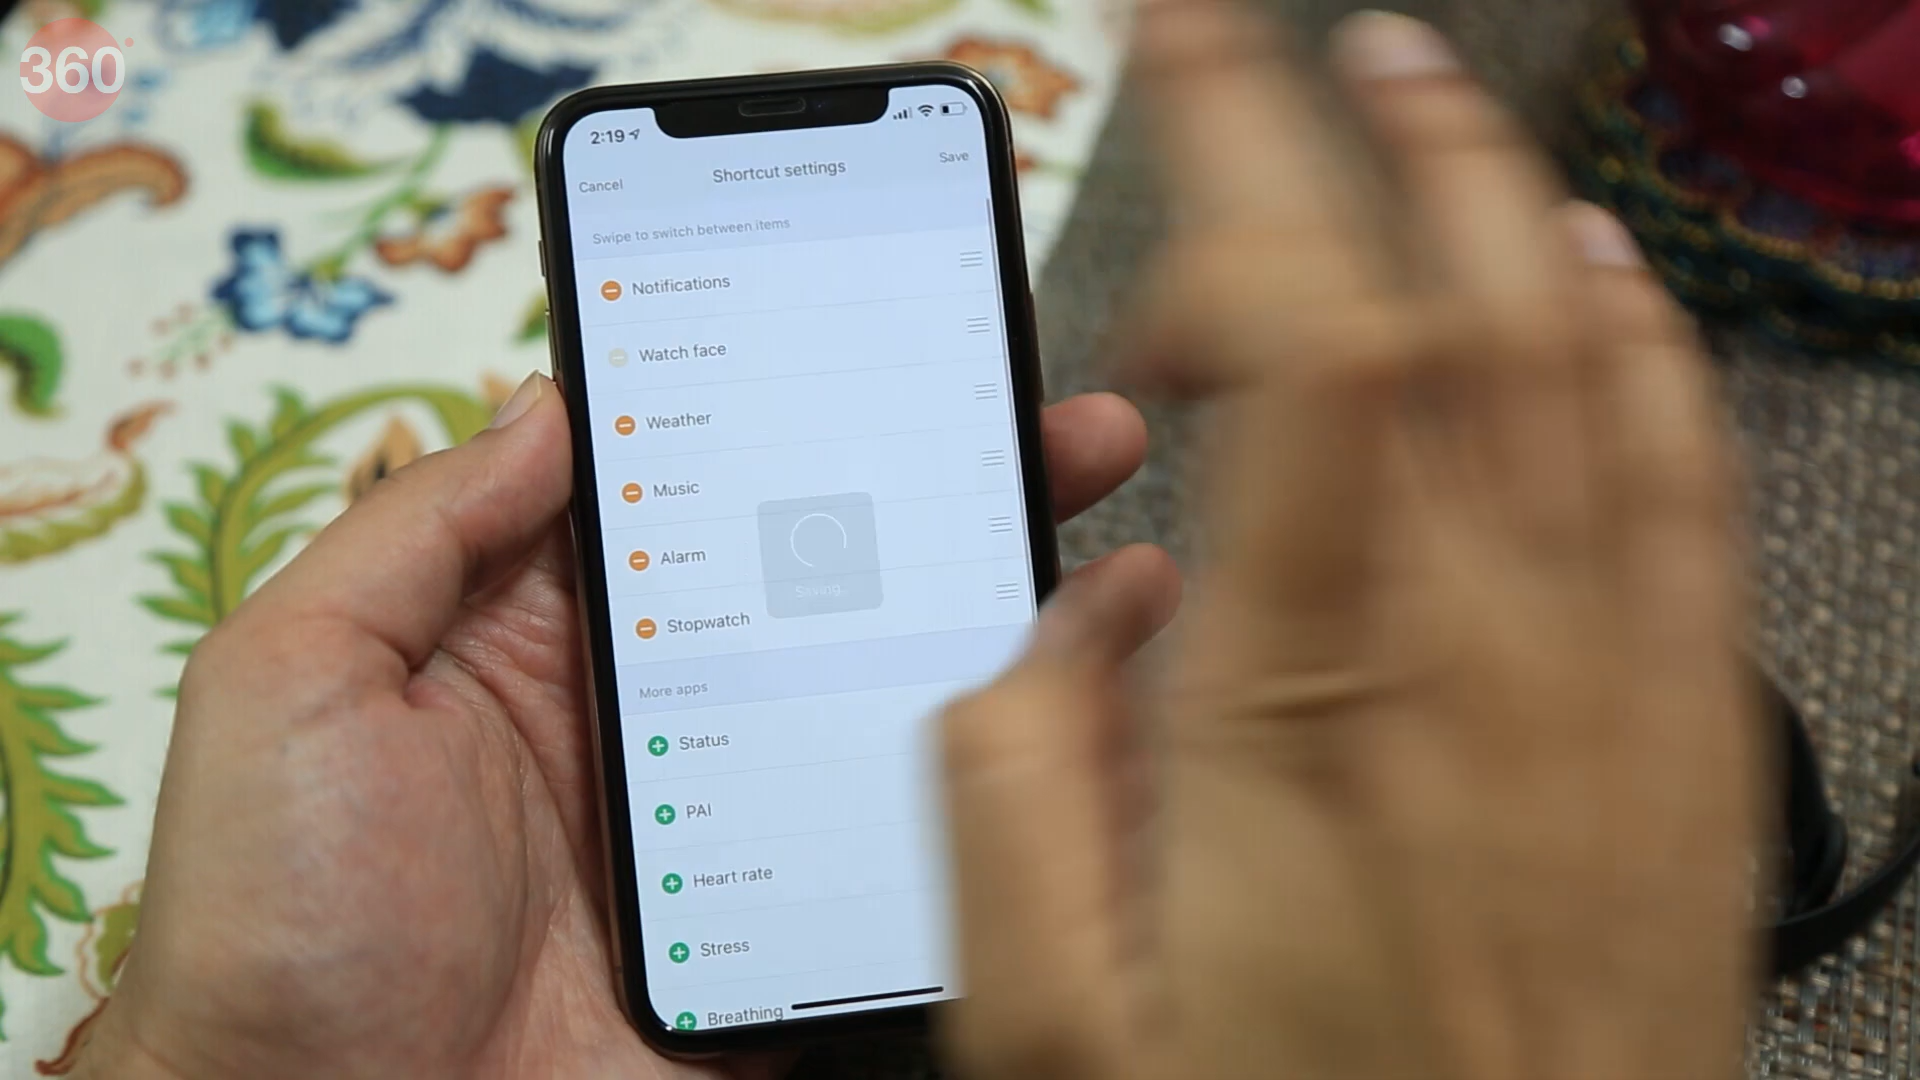 360
2:19
Cancel
Shortcut settings
Save
Swipe to switch between items
Notifications
Watch face
Weather
Music
Alarm
Saving...
Stopwatch
More apps
Status
PAI
Heart rate
Stress
Breathing